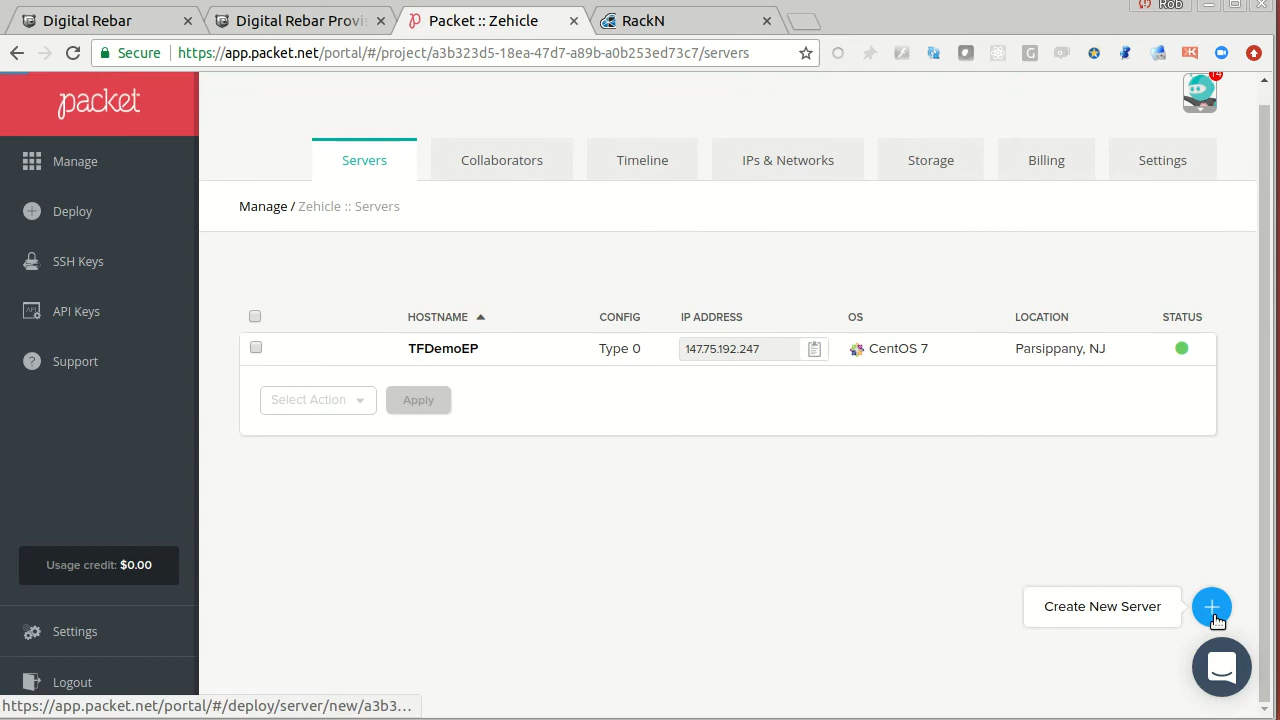 Rob
Digital Rebar
Digital Rebar Provis
Packet :: Zehicle
RackN
Secure
https://app.packet.net/portal/#/project/a3b323d5-18ea-47d7-a89b-a0b253ed73c7/servers
packet
14
Servers
Collaborators
Timeline
IPs & Networks
Storage
Billing
Settings
Manage
Deploy
SSH Keys
API
API Keys
Support
Manage / Zehicle :: Servers
HOSTNAME
CONFIG
IP ADDRESS
OS
LOCATION
STATUS
TFDemoEP
Type 0
147.75.192.247
CentOS 7
Parsippany, NJ
Select Action
Apply
Usage credit: $0.00
Create New Server
Settings
Logout
https://app.packet.net/portal/#/deploy/server/new/a3b3...